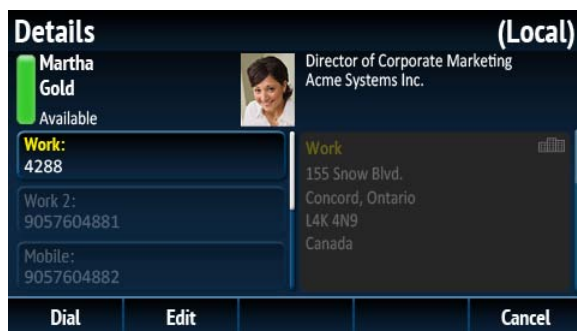 Details
(Local)
Martha
Gold
Available
Director of Corporate Marketing
Acme Systems Inc.
Work:
4288
Work 2:
9057604881
Mobile:
9057604882
Work
155 Snow Blvd.
Concord, Ontario
L4K 4N9
Canada
Dial
Edit
Cancel